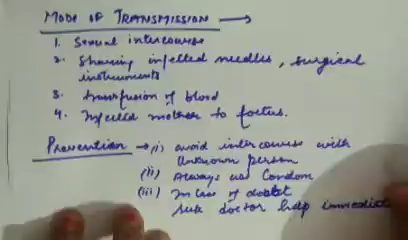 MODE OF TRANSMISSION →
1. Sexual intercourse
2. Sharing infected needles, surgical
instruments
3. transfusion of blood
4. Infected mother to foetus.
Prevention → (i) avoid intercourse with
unknown person
(ii) Always use Condom
(iii) In case of doubt
seek doctor help immediat